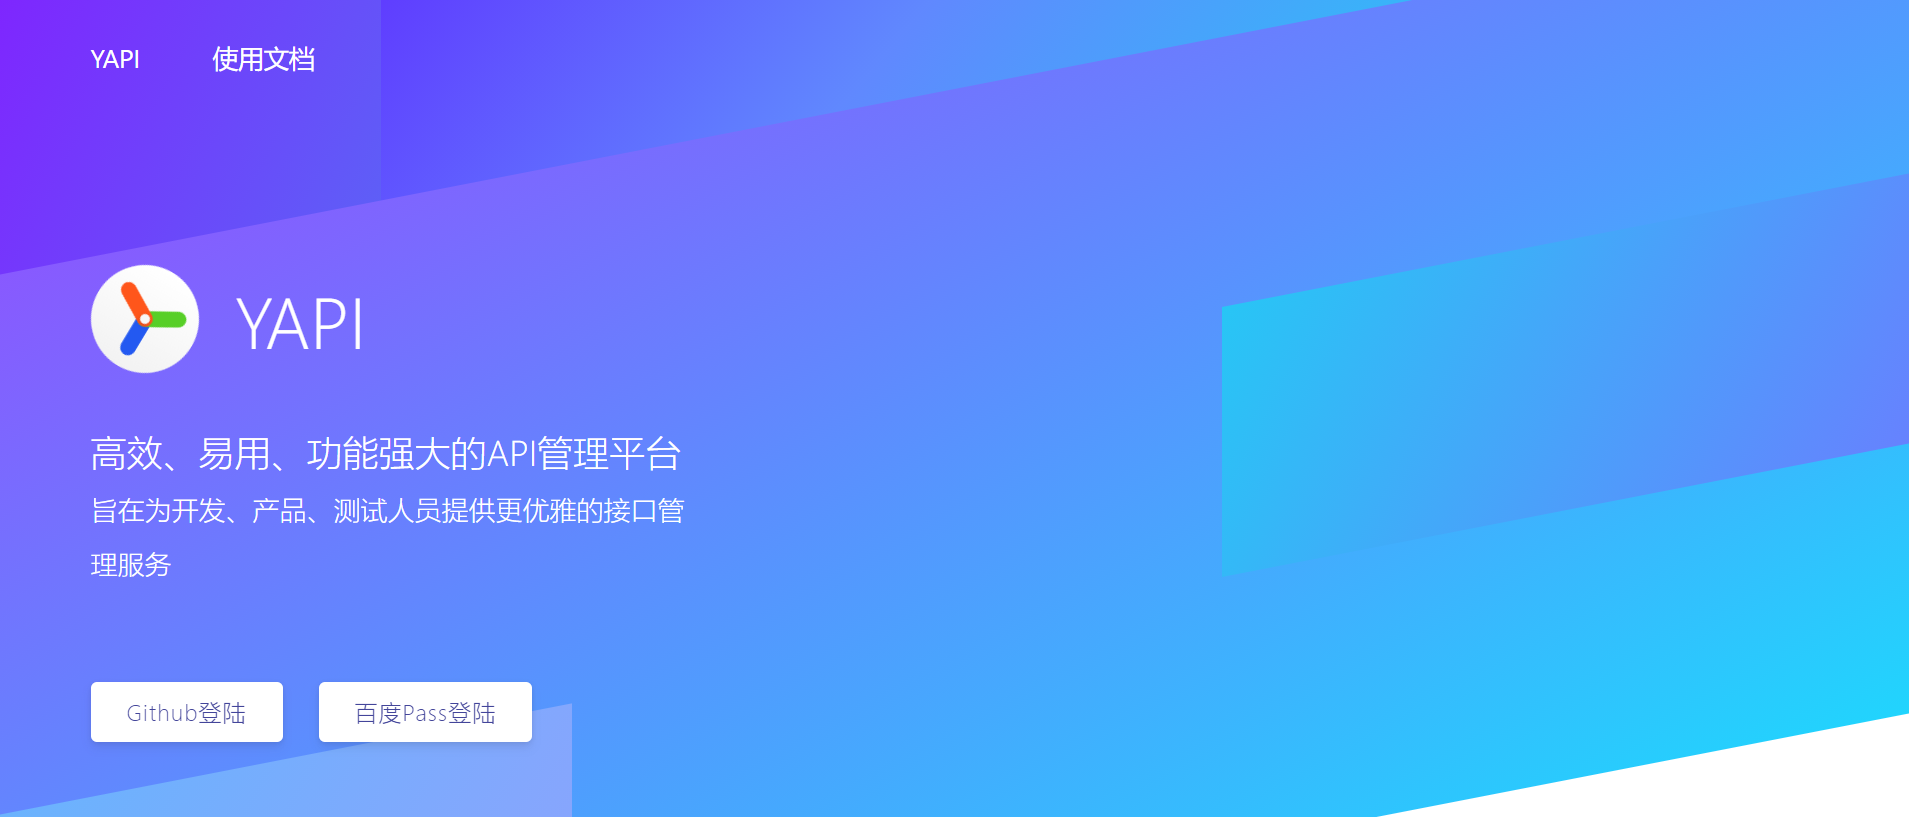 YAPI 使用文档
YAPI
高效、易用、功能强大的API管理平台
旨在为开发、产品、测试人员提供更优雅的接口管
理服务
Github登陆 百度Pass登陆